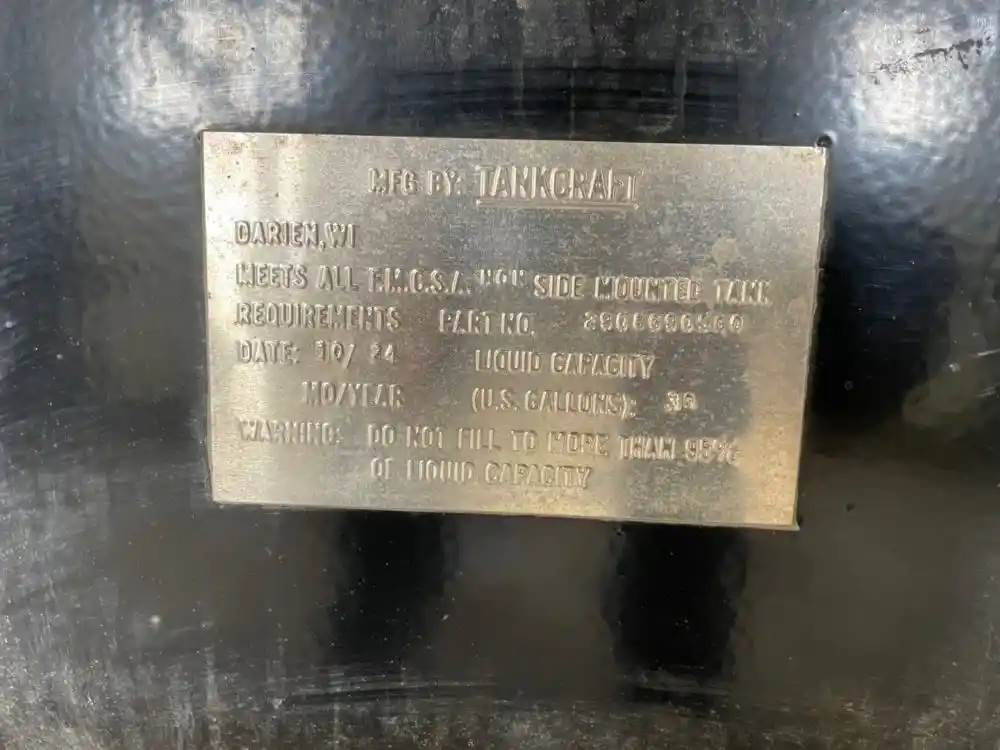 MFG BY: TANKCRAFT
DARIEN, WI
MEETS ALL F.M.C.S.A. SIDE MOUNTED TANK
REQUIREMENTS PART NO.
DATE: 10/ 24 LIQUID CAPACITY
MO/YEAR (U.S. GALLONS):
WARNING: DO NOT FILL TO MORE THAN 95%
OF LIQUID CAPACITY